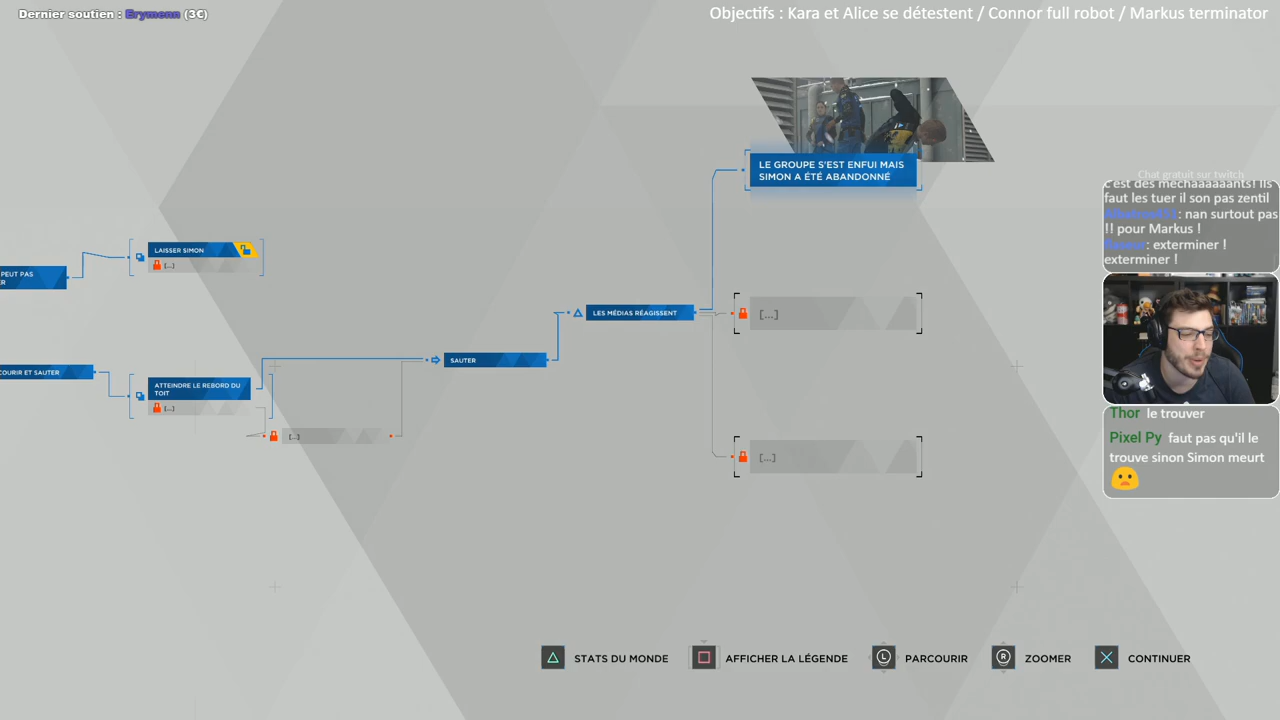 Dernier soutien : Erymenn (3€)
Objectifs : Kara et Alice se détestent / Connor full robot / Markus terminator
LE GROUPE S'EST ENFUI MAIS
SIMON A ÉTÉ ABANDONNÉ
Chat gratuit sur twitch
c'est des méchaaaaaants! Ils
faut les tuer il son pas zentil
: nan surtout pas
!! pour Markus !
: exterminer !
exterminer !
LAISSER SIMON
[...]
PEUT PAS
ER
LES MÉDIAS RÉAGISSENT
[...]
SAUTER
COURIR ET SAUTER
ATTEINDRE LE REBORD DU
TOIT
[...]
[...]
[...]
Thor le trouver
Pixel Py faut pas qu'il le
trouve sinon Simon meurt
STATS DU MONDE
AFFICHER LA LÉGENDE
L
PARCOURIR
R
ZOOMER
CONTINUER